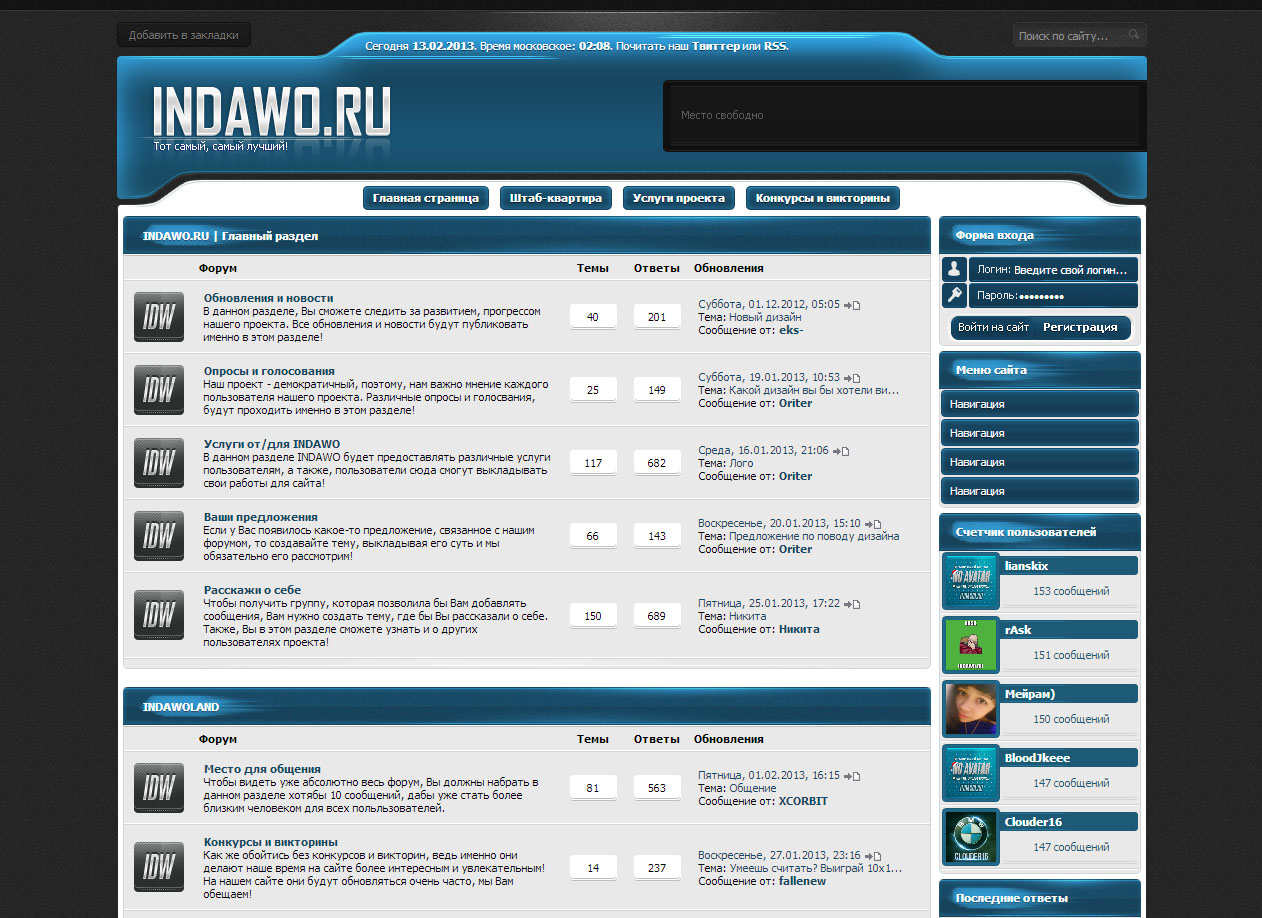 Добавить в закладки
Сегодня 13.02.2013. Время московское: 02:08. Почитать наш Твиттер или RSS.
Поиск по сайту...
INDAWO.RU
Тот самый, самый лучший!
Место свободно
Главная страница
Штаб-квартира
Услуги проекта
Конкурсы и викторины
INDAWO.RU | Главный раздел
Форум Темы Ответы Обновления
IDW
Обновления и новости
В данном разделе, Вы сможете следить за развитием, прогрессом
нашего проекта. Все обновления и новости будут публиковать
именно в этом разделе!
40
201
Суббота, 01.12.2012, 05:05
Тема: Новый дизайн
Сообщение от: eks-
IDW
Опросы и голосования
Наш проект - демократичный, поэтому, нам важно мнение каждого
пользователя нашего проекта. Различные опросы и голосвания,
будут проходить именно в этом разделе!
25
149
Суббота, 19.01.2013, 10:53
Тема: Какой дизайн вы бы хотели ви...
Сообщение от: Oriter
IDW
Услуги от/для INDAWO
В данном разделе INDAWO будет предоставлять различные услуги
пользователям, а также, пользователи сюда смогут выкладывать
свои работы для сайта!
117
682
Среда, 16.01.2013, 21:06
Тема: Лого
Сообщение от: Oriter
IDW
Ваши предложения
Если у Вас появилось какое-то предложение, связанное с нашим
форумом, то создавайте тему, выкладывая его суть и мы
обязательно его рассмотрим!
66
143
Воскресенье, 20.01.2013, 15:10
Тема: Предложение по поводу дизайна
Сообщение от: Oriter
IDW
Расскажи о себе
Чтобы получить группу, которая позволила бы Вам добавлять
сообщения, Вам нужно создать тему, где бы Вы рассказали о себе.
Также, Вы в этом разделе сможете узнать и о других
пользователях проекта!
150
689
Пятница, 25.01.2013, 17:22
Тема: Никита
Сообщение от: Никита
INDAWOLAND
Форум Темы Ответы Обновления
IDW
Место для общения
Чтобы видеть уже абсолютно весь форум, Вы должны набрать в
данном разделе хотябы 10 сообщений, дабы уже стать более
близким человеком для всех польльзователей.
81
563
Пятница, 01.02.2013, 16:15
Тема: Общение
Сообщение от: XCORBIT
IDW
Конкурсы и викторины
Как же обойтись без конкурсов и викторин, ведь именно они
делают наше время на сайте более интересным и увлекательным!
На нашем сайте они будут обновляться очень часто, мы Вам
обещаем!
14
237
Воскресенье, 27.01.2013, 23:16
Тема: Умеешь считать? Выиграй 10x1...
Сообщение от: fallenew
Форма входа
Логин: Введите свой логин...
Пароль:•••••••••
Войти на сайт Регистрация
Меню сайта
Навигация
Навигация
Навигация
Навигация
Счетчик пользователей
NO AVATAR
lianskix
153 сообщений
rAsk
151 сообщений
Мейрам)
150 сообщений
NO AVATAR
BloodJkeee
147 сообщений
BMW
CLOUDER16
Clouder16
147 сообщений
Последние ответы